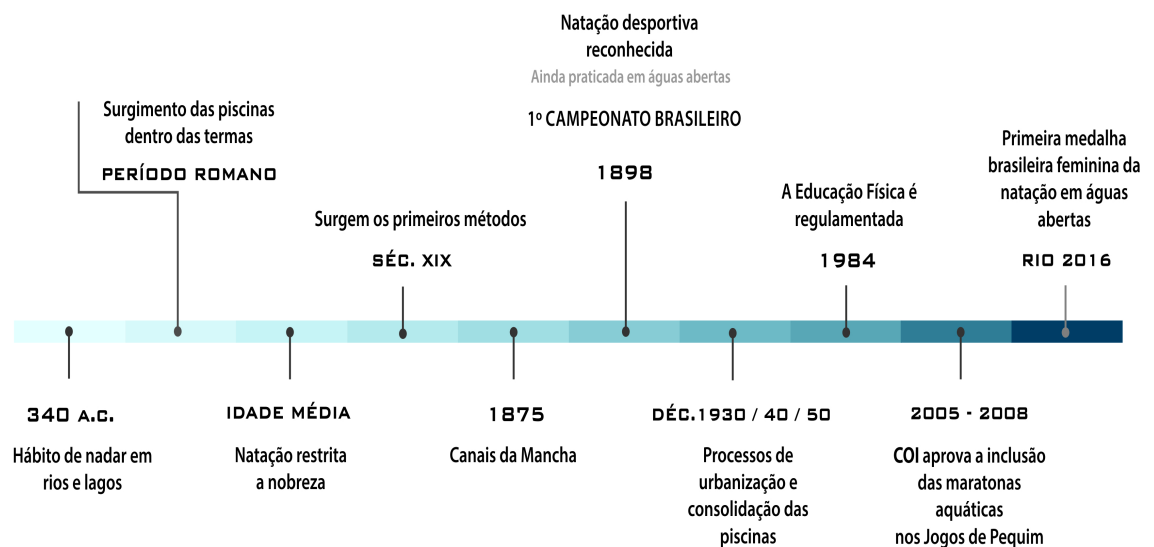 Natação desportiva
reconhecida
Ainda praticada em águas abertas
1º CAMPEONATO BRASILEIRO
1898
Surgimento das piscinas
dentro das termas
PERÍODO ROMANO
Surgem os primeiros métodos
SÉC. XIX
A Educação Física é
regulamentada
1984
Primeira medalha
brasileira feminina da
natação em águas
abertas
RIO 2016
340 A.C.
Hábito de nadar em
rios e lagos
IDADE MÉDIA
Natação restrita
a nobreza
1875
Canais da Mancha
DÉC.1930 / 40 / 50
Processos de
urbanização e
consolidação das
piscinas
2005 - 2008
COI aprova a inclusão
das maratonas
aquáticas
nos Jogos de Pequim